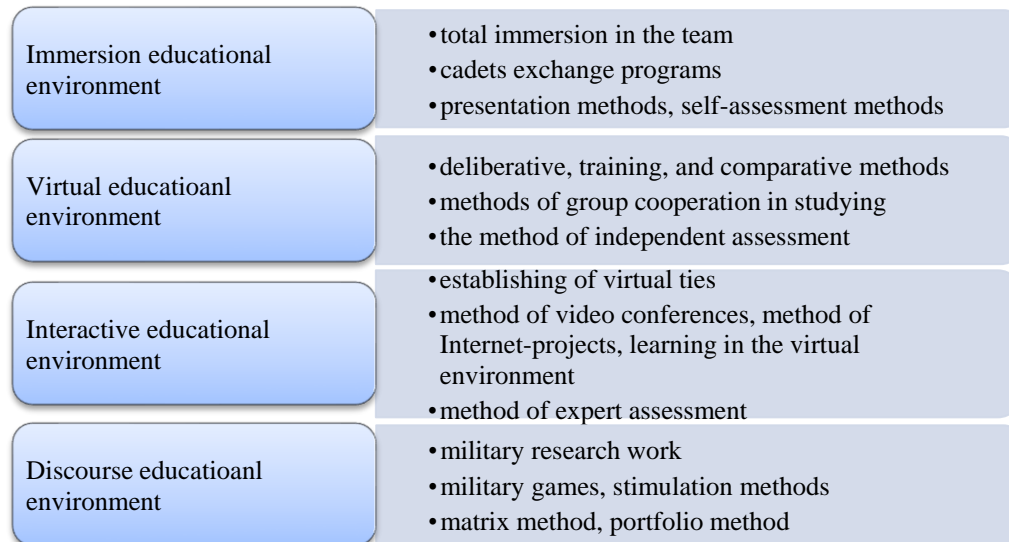 Immersion educational
environment
•total immersion in the team
•cadets exchange programs
•presentation methods, self-assessment methods
Virtual educatioanl
environment
•deliberative, training, and comparative methods
•methods of group cooperation in studying
•the method of independent assessment
Interactive educational
environment
•establishing of virtual ties
•method of video conferences, method of
Internet-projects, learning in the virtual
environment
•method of expert assessment
Discourse educatioanl
environment
•military research work
•military games, stimulation methods
•matrix method, portfolio method